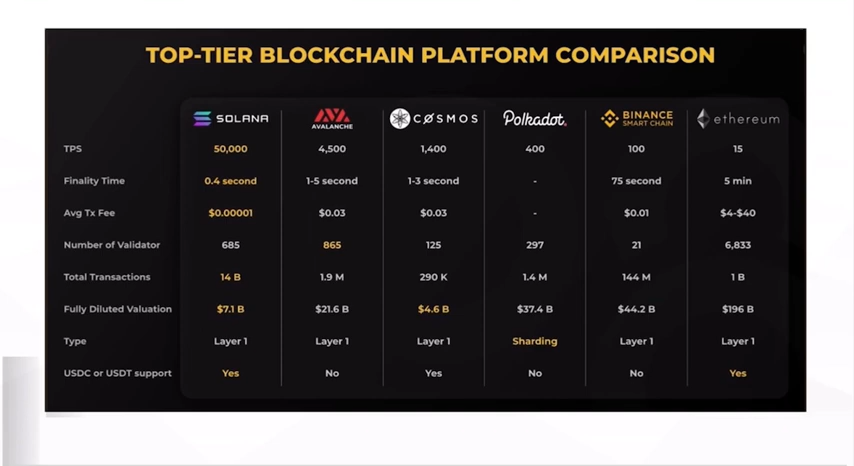 TOP-TIER BLOCKCHAIN PLATFORM COMPARISON
SOLANA AVALANCHE CØSMOS Polkadot. BINANCE SMART CHAIN ethereum
TPS 50,000 4,500 1,400 400 100 15
Finality Time 0.4 second 1-5 second 1-3 second - 75 second 5 min
Avg Tx Fee $0.00001 $0.03 $0.03 - $0.01 $4-$40
Number of Validator 685 865 125 297 21 6,833
Total Transactions 14 B 1.9 M 290 K 1.4 M 144 M 1 B
Fully Diluted Valuation $7.1 B $21.6 B $4.6 B $37.4 B $44.2 B $196 B
Type Layer 1 Layer 1 Layer 1 Sharding Layer 1 Layer 1
USDC or USDT support Yes No Yes No No Yes